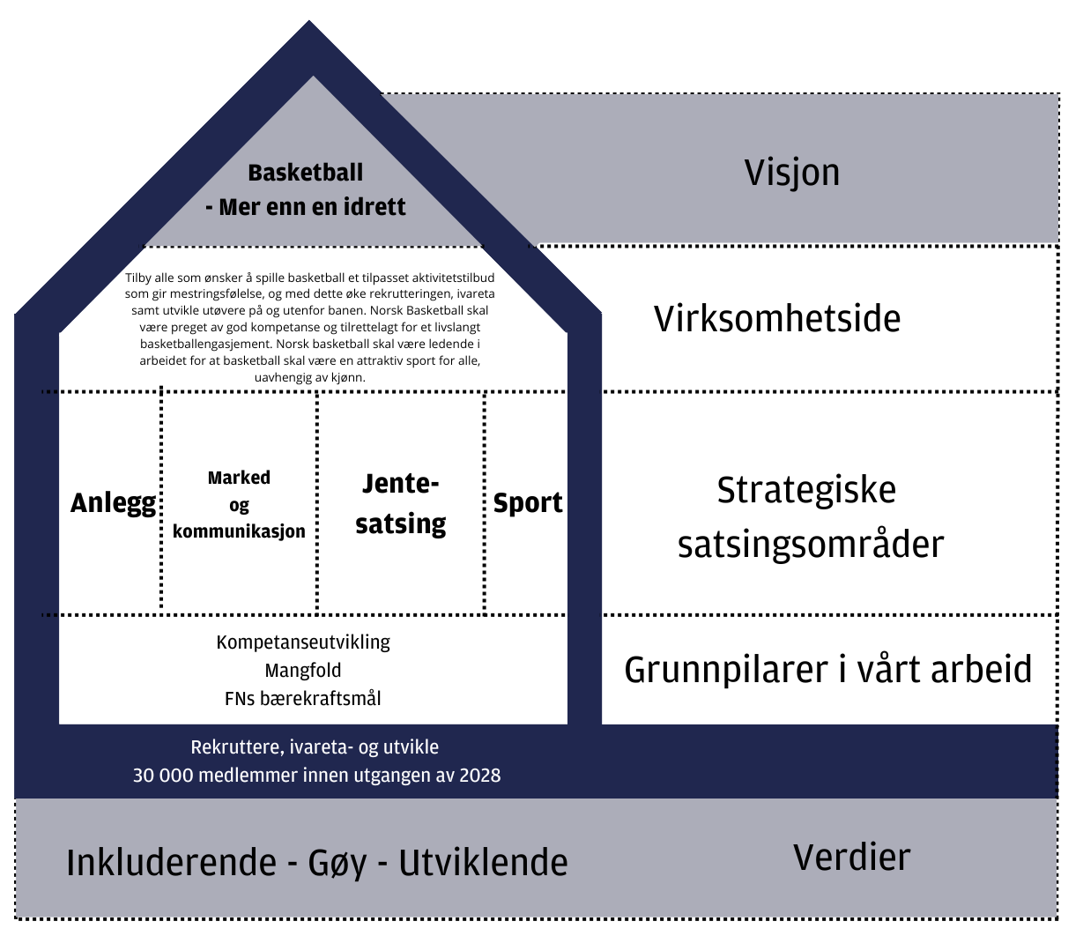 Basketball
- Mer enn en idrett
Visjon
Tilby alle som ønsker å spille basketball et tilpasset aktivitetstilbud
som gir mestringsfølelse, og med dette øke rekrutteringen, ivareta
samt utvikle utøvere på og utenfor banen. Norsk Basketball skal
være preget av god kompetanse og tilrettelagt for et livslangt
basketballengasjement. Norsk basketball skal være ledende i
arbeidet for at basketball skal være en attraktiv sport for alle,
uavhengig av kjønn.
Virksomhetside
Anlegg
Marked
og
kommunikasjon
Jente-
satsing
Sport
Strategiske
satsingsområder
Kompetanseutvikling
Mangfold
FNs bærekraftsmål
Grunnpilarer i vårt arbeid
Rekruttere, ivareta- og utvikle
30 000 medlemmer innen utgangen av 2028
Inkluderende - Gøy - Utviklende
Verdier